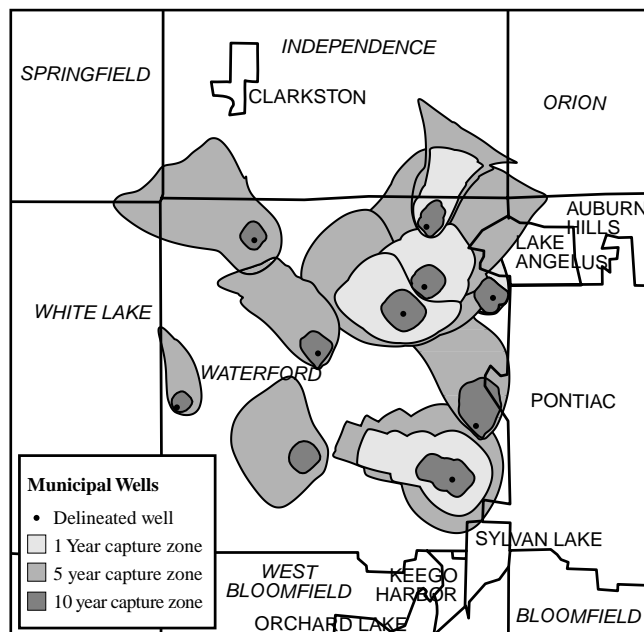 INDEPENDENCE
SPRINGFIELD
CLARKSTON
ORION
AUBURN
HILLS
LAKE
ANGELUS
WHITE LAKE
WATERFORD
PONTIAC
Municipal Wells
Delineated well
1 Year capture zone
5 year capture zone
10 year capture zone
SYLVAN LAKE
WEST
BLOOMFIELD
KEEGO
HARBOR
ORCHARD LAKE
BLOOMFIELD